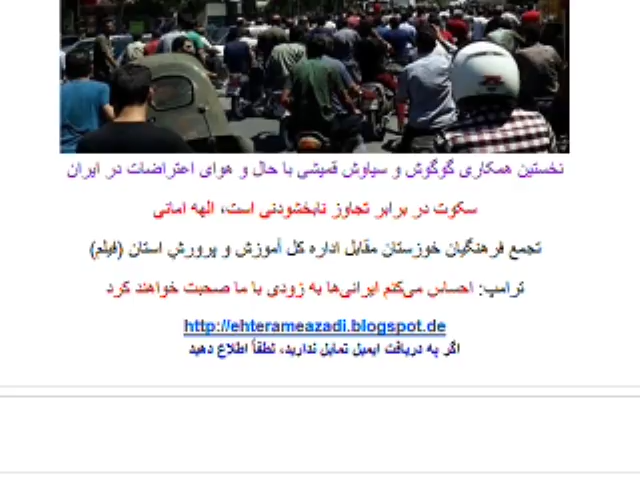 نخستین همکاری گوگوش و سیاوش قمیشی با حال و هوای اعتراضات در ایران
سکوت در برابر تجاوز نابخشودنی است، الهه امانی
تجمع فرهنگیان خوزستان مقابل اداره کل آموزش و پرورش استان (فیلم)
ترامپ: احساس می‌کنم ایرانی‌ها به زودی با ما صحبت خواهند کرد
http://ehterameazadi.blogspot.de
اگر به دریافت ایمیل تمایل ندارید، لطفاً اطلاع دهید